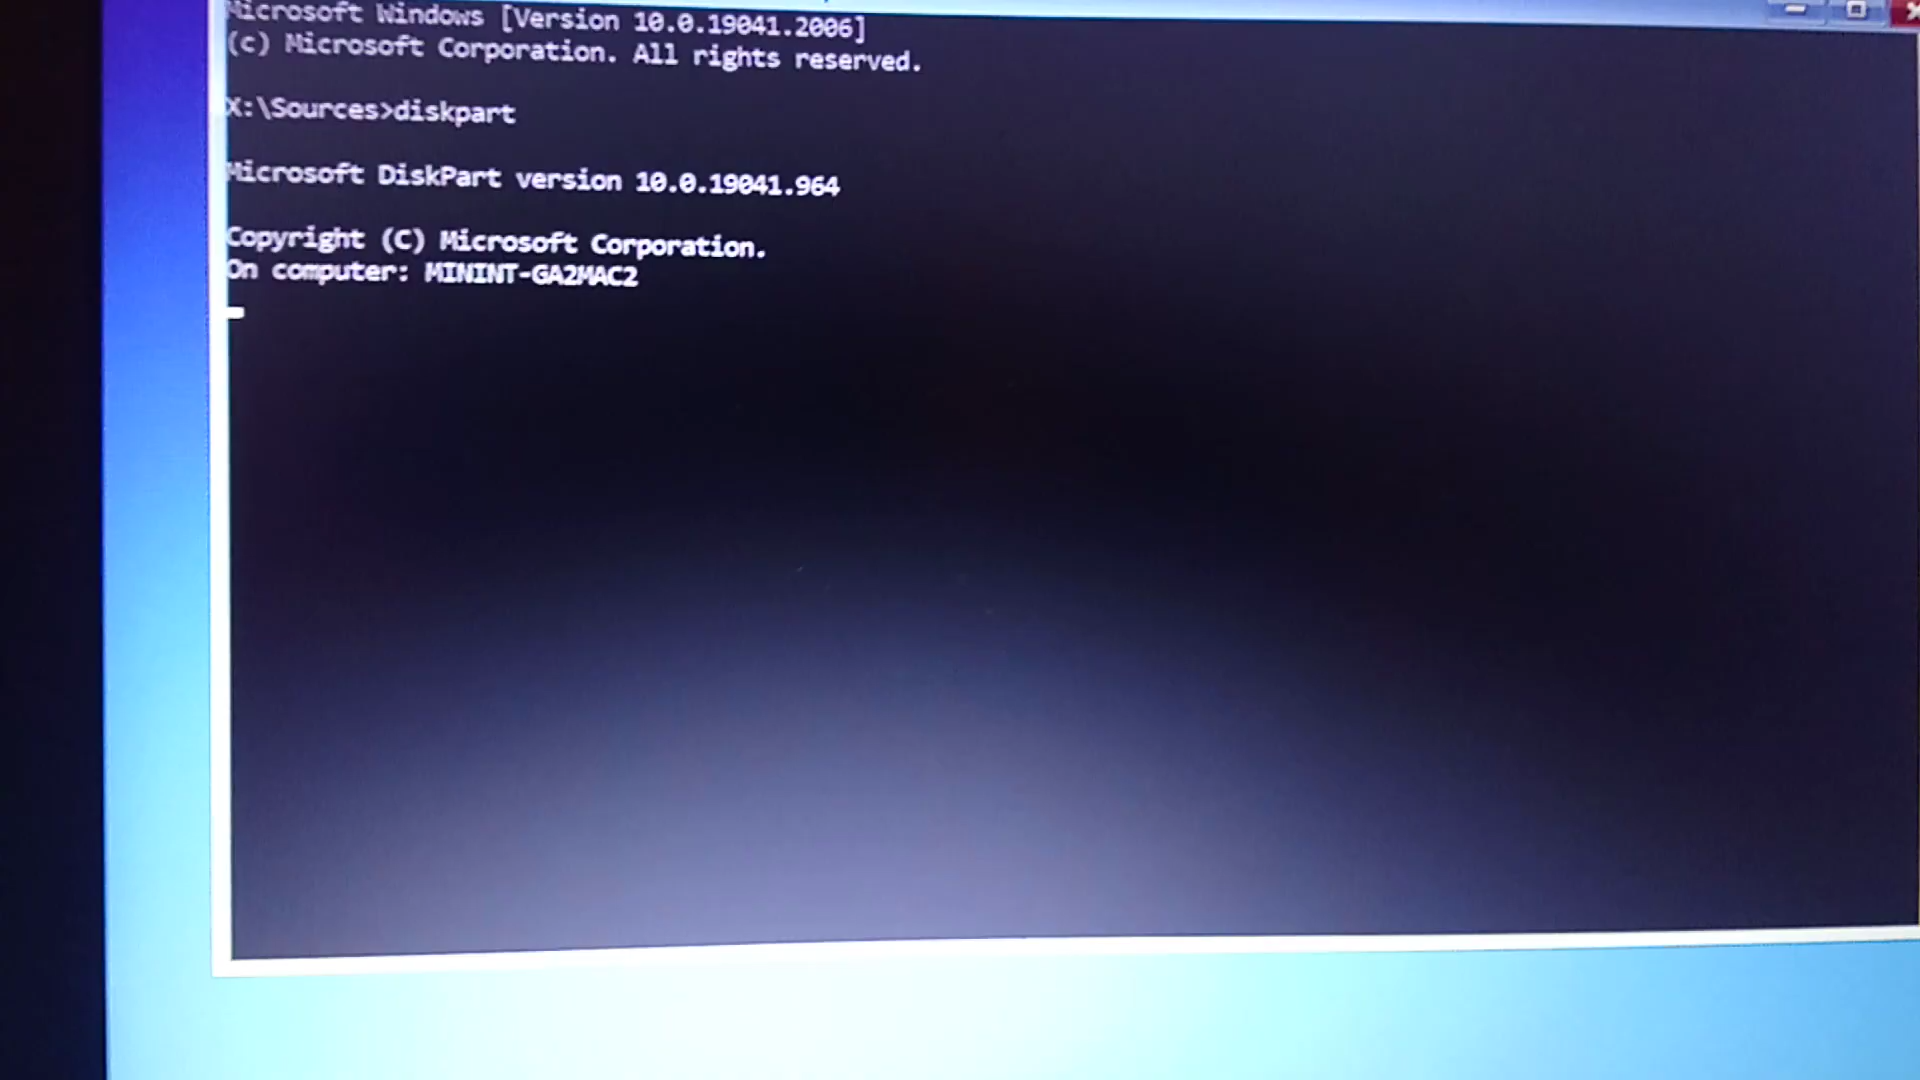 Microsoft Windows [Version 10.0.19041.2006]
(c) Microsoft Corporation. All rights reserved.
X:\Sources>diskpart
Microsoft DiskPart version 10.0.19041.964
Copyright (C) Microsoft Corporation.
On computer: MININT-GA2MAC2